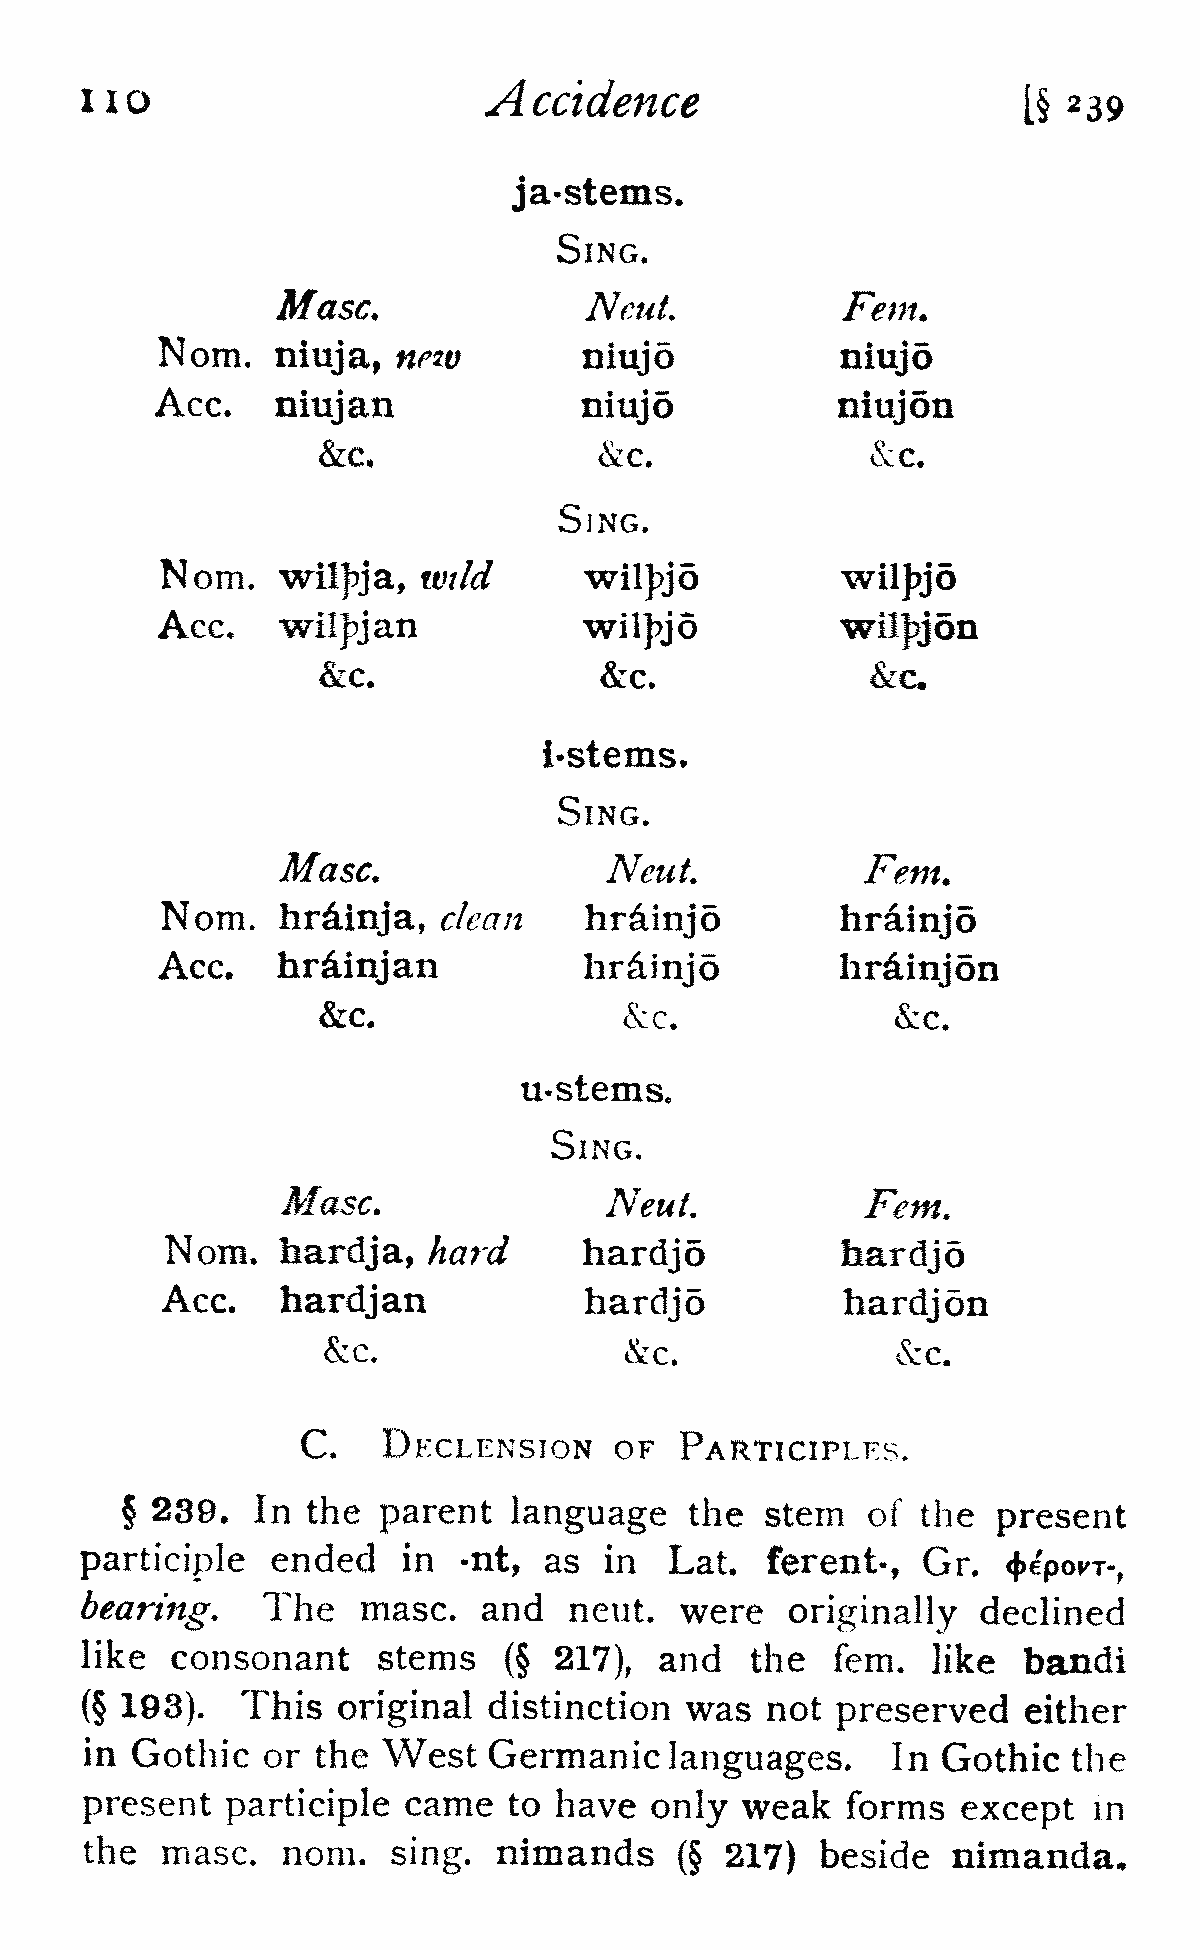 110 Accidence [§ 239
ja-stems.
SING.
Masc. Neut. Fem.
Nom. niuja, new niujō niujō
Acc. niujan niujō niujōn
&c. &c. &c.
SING.
Nom. wilþja, wild wilþjō wilþjō
Acc. wilþjan wilþjō wilþjōn
&c. &c. &c.
i-stems.
SING.
Masc. Neut. Fem.
Nom. hráinja, clean hráinjō hráinjō
Acc. hráinjan hráinjō hráinjōn
&c. &c. &c.
u-stems.
SING.
Masc. Neut. Fem.
Nom. hardja, hard hardjō hardjō
Acc. hardjan hardjō hardjōn
&c. &c. &c.
C. DECLENSION OF PARTICIPLES.
§ 239. In the parent language the stem of the present
participle ended in -nt, as in Lat. ferent-, Gr. φέροντ-,
bearing. The masc. and neut. were originally declined
like consonant stems (§ 217), and the fem. like bandi
(§ 193). This original distinction was not preserved either
in Gothic or the West Germanic languages. In Gothic the
present participle came to have only weak forms except in
the masc. nom. sing. nimands (§ 217) beside nimanda.